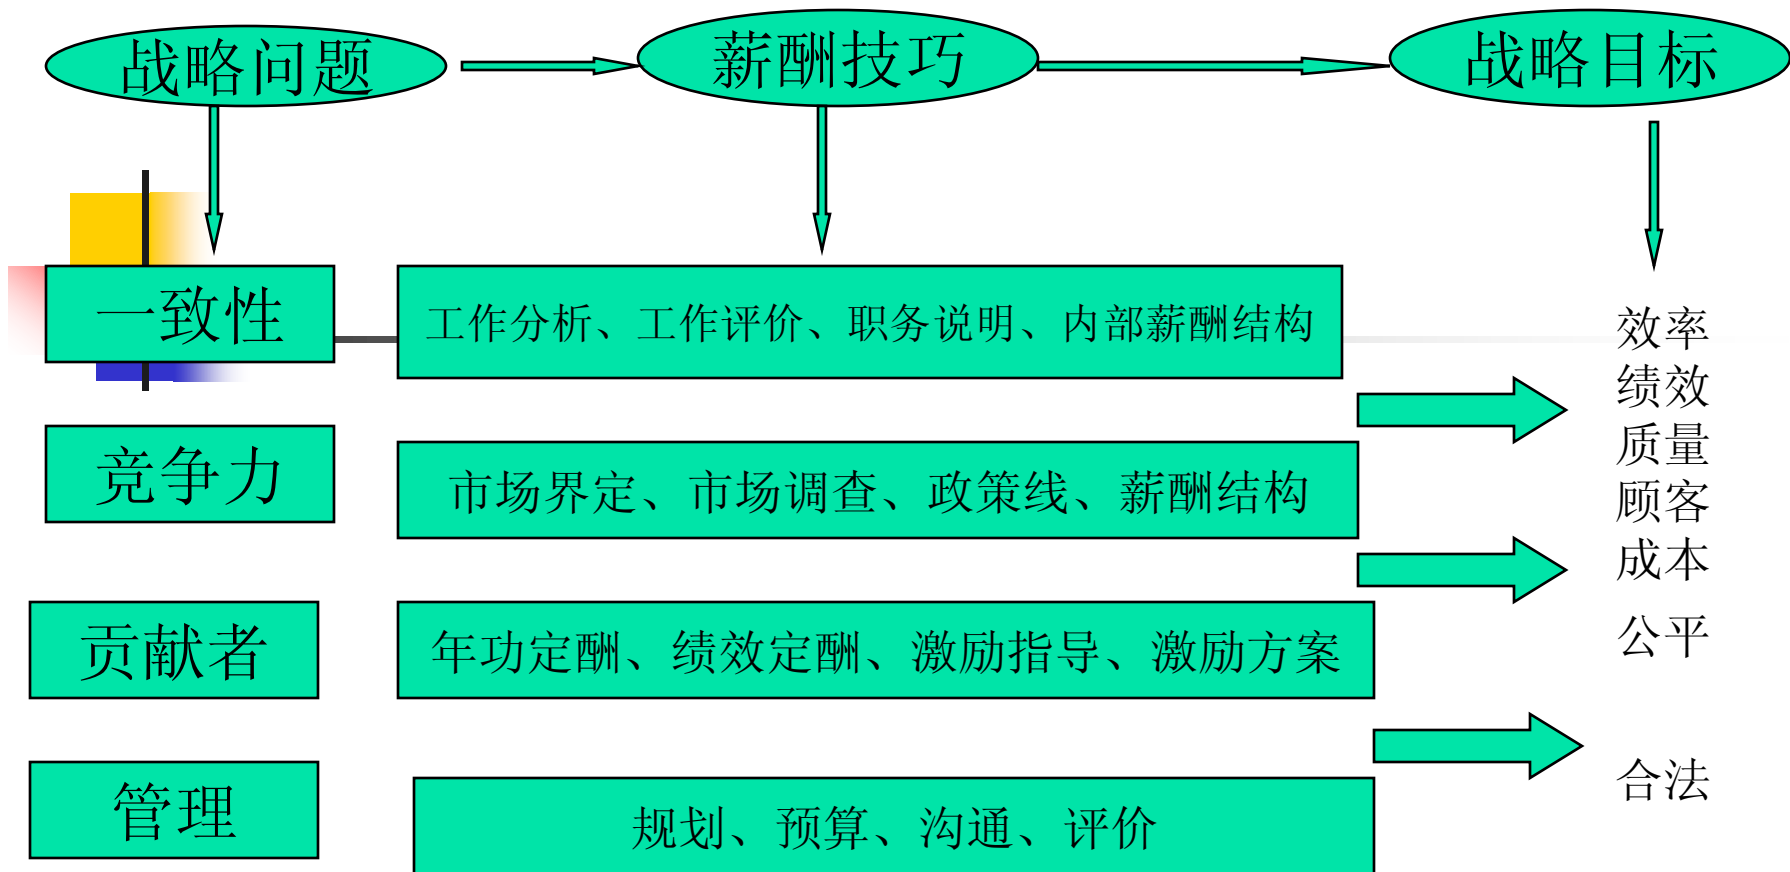 战略问题
薪酬技巧
战略目标
一致性
工作分析、工作评价、职务说明、内部薪酬结构
竞争力
市场界定、市场调查、政策线、薪酬结构
贡献者
年功定酬、绩效定酬、激励指导、激励方案
管理
规划、预算、沟通、评价
效率
绩效
质量
顾客
成本
公平
合法